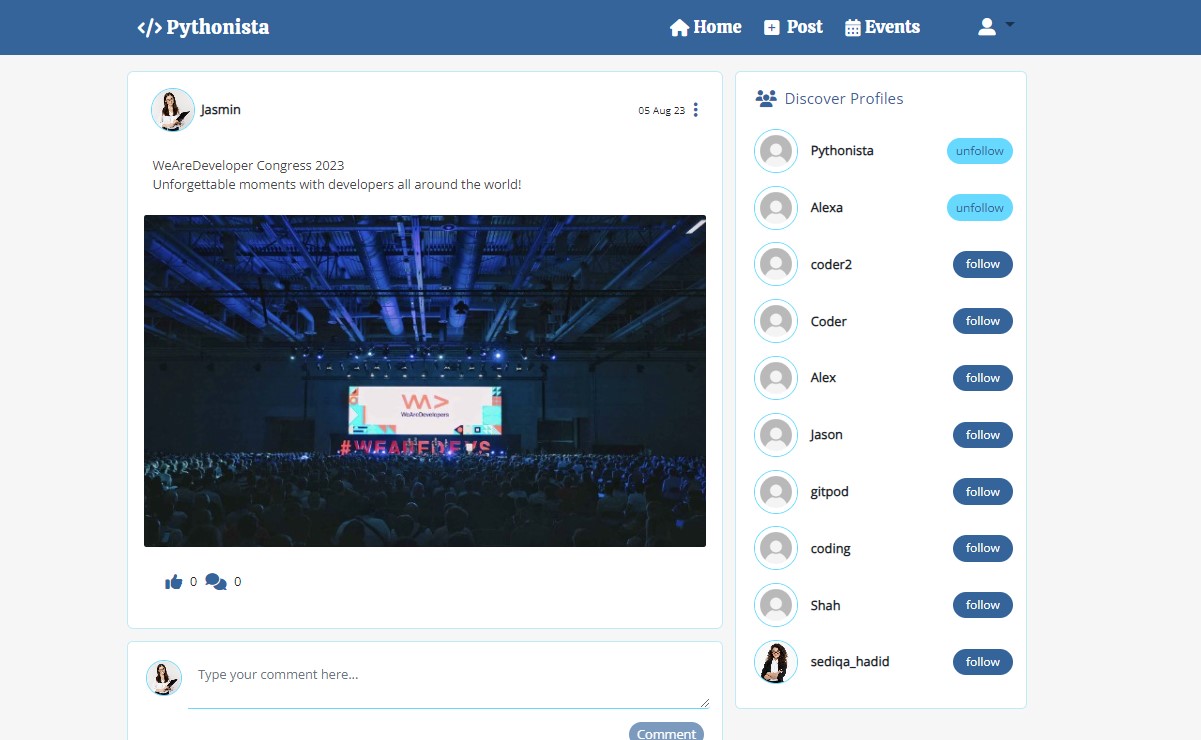 </> Pythonista
Home
Post
Events
Jasmin
05 Aug 23
WeAreDeveloper Congress 2023
Unforgettable moments with developers all around the world!
WeAreDevelopers
#WEAREDEVS
0
0
Type your comment here...
Comment
Discover Profiles
Pythonista
unfollow
Alexa
unfollow
coder2
follow
Coder
follow
Alex
follow
Jason
follow
gitpod
follow
coding
follow
Shah
follow
sediqa_hadid
follow